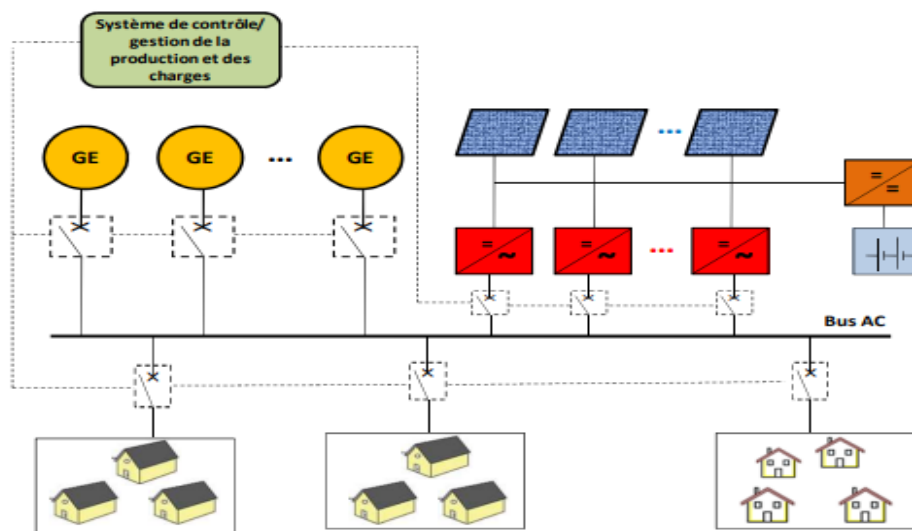 Système de contrôle/
gestion de la
production et des
charges
GE GE ... GE
...
= ~ = ~ ... = ~
= =
Bus AC